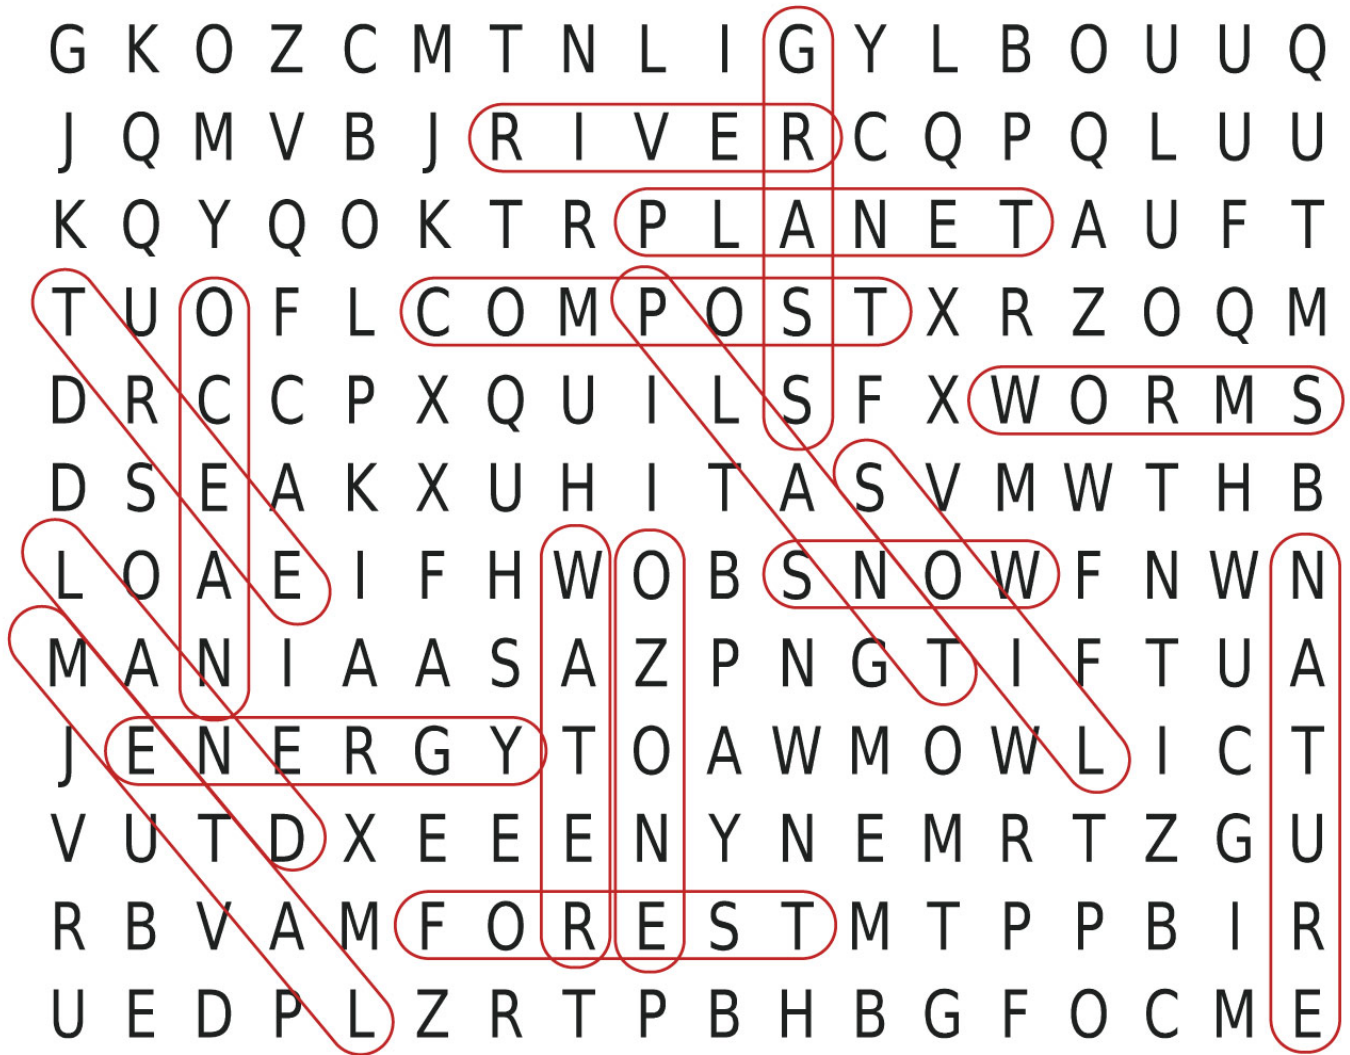 G K O Z C M T N L I G Y L B O U U Q
J Q M V B J R I V E R C Q P Q L U U
K Q Y Q O K T R P L A N E T A U F T
T U O F L C O M P O S T X R Z O Q M
D R C C P X Q U I L S F X W O R M S
D S E A K X U H I T A S V M W T H B
L O A E I F H W O B S N O W F N W N
M A N I A A S A Z P N G T I F T U A
J E N E R G Y T O A W M O W L I C T
V U T D X E E E N Y N E M R T Z G U
R B V A M F O R E S T M T P P B I R
U E D P L Z R T P B H B G F O C M E